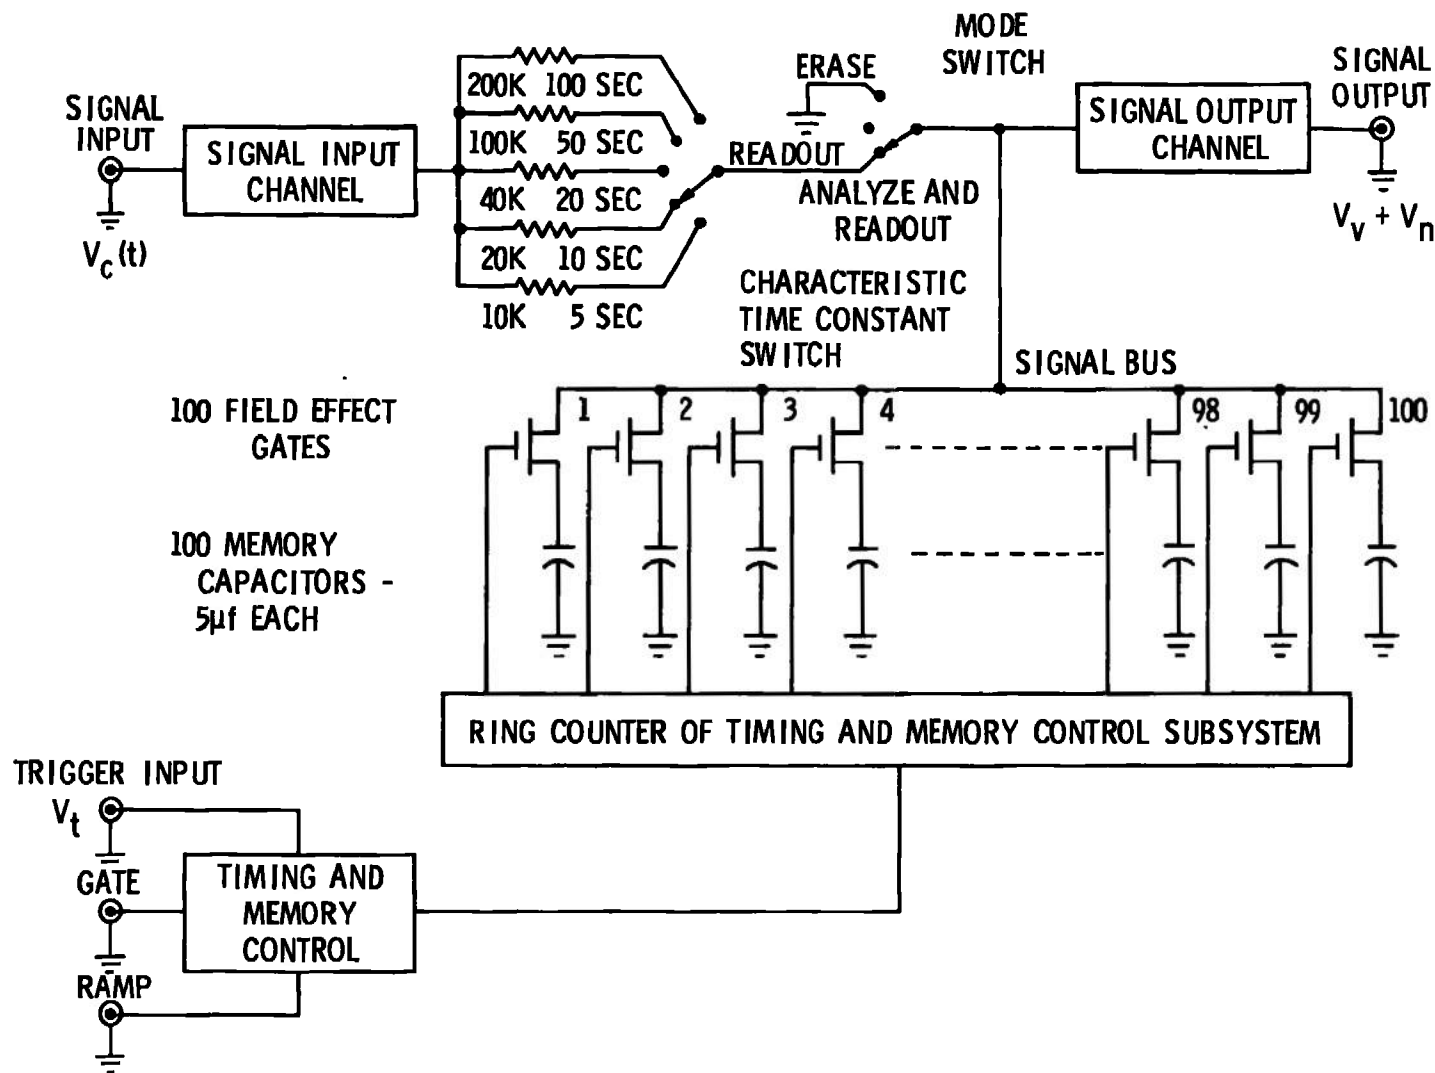 MODE
SWITCH
SIGNAL
OUTPUT
ERASE
SIGNAL
INPUT
SIGNAL INPUT
CHANNEL
V_c(t)
200K 100 SEC
100K 50 SEC
40K 20 SEC
20K 10 SEC
10K 5 SEC
READOUT
ANALYZE AND
READOUT
SIGNAL OUTPUT
CHANNEL
V_v + V_n
CHARACTERISTIC
TIME CONSTANT
SWITCH
SIGNAL BUS
100 FIELD EFFECT
GATES
1 2 3 4 98 99 100
100 MEMORY
CAPACITORS -
5µf EACH
RING COUNTER OF TIMING AND MEMORY CONTROL SUBSYSTEM
TRIGGER INPUT
V_t
GATE
RAMP
TIMING AND
MEMORY
CONTROL